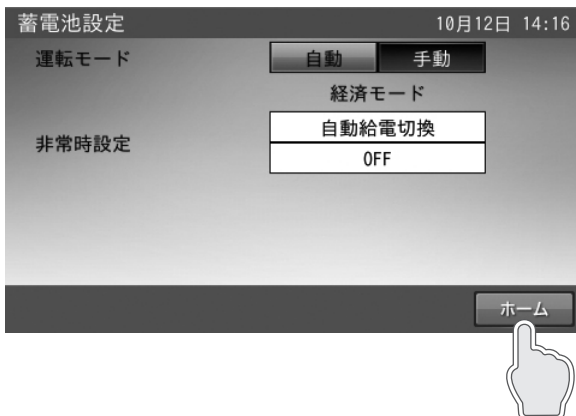 蓄電池設定 10月12日 14:16
運転モード 自動 手動
経済モード
非常時設定 自動給電切換
OFF
ホーム